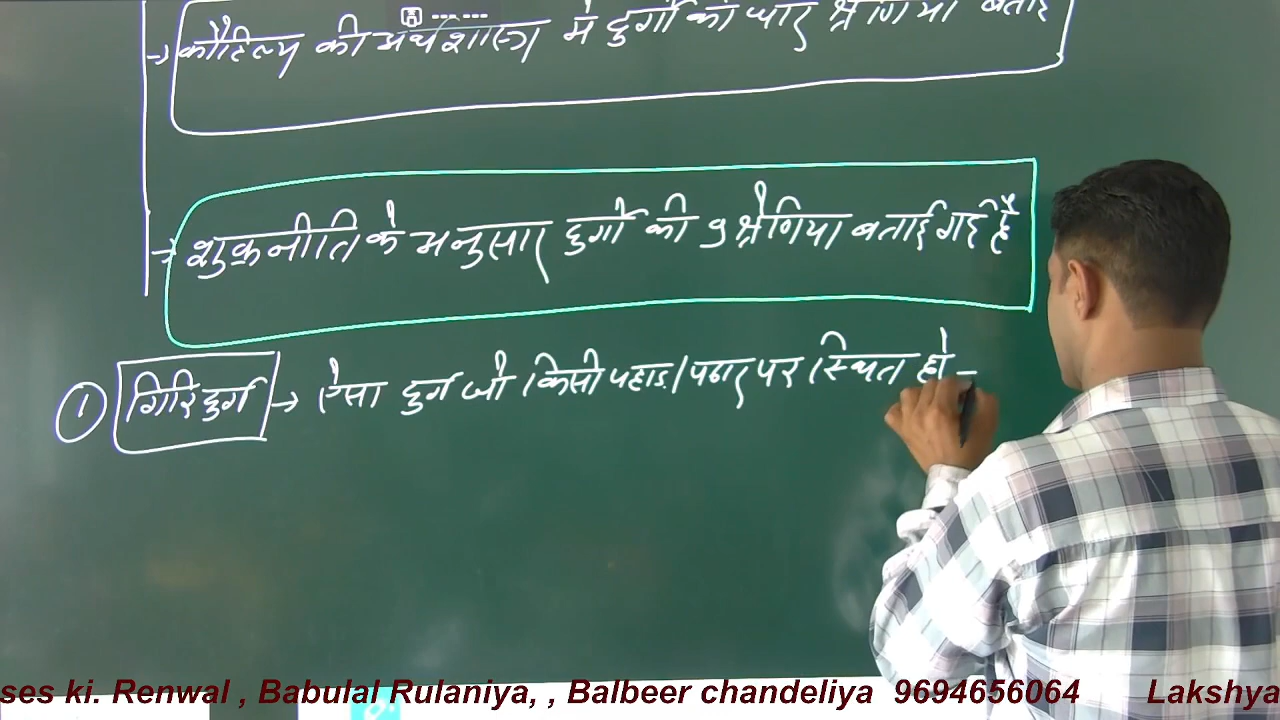 → कौटिल्य की अर्थशास्त्र में दुर्गो की चार श्रेणिया बताई
→ शुक्रनीति के अनुसार दुर्गो की 9 श्रेणिया बताई गई है
① गिरि दुर्ग → ऐसा दुर्ग जो किसी पहाड/पठार पर स्थित हो -
ses ki. Renwal , Babulal Rulaniya, , Balbeer chandeliya 9694656064 Lakshya